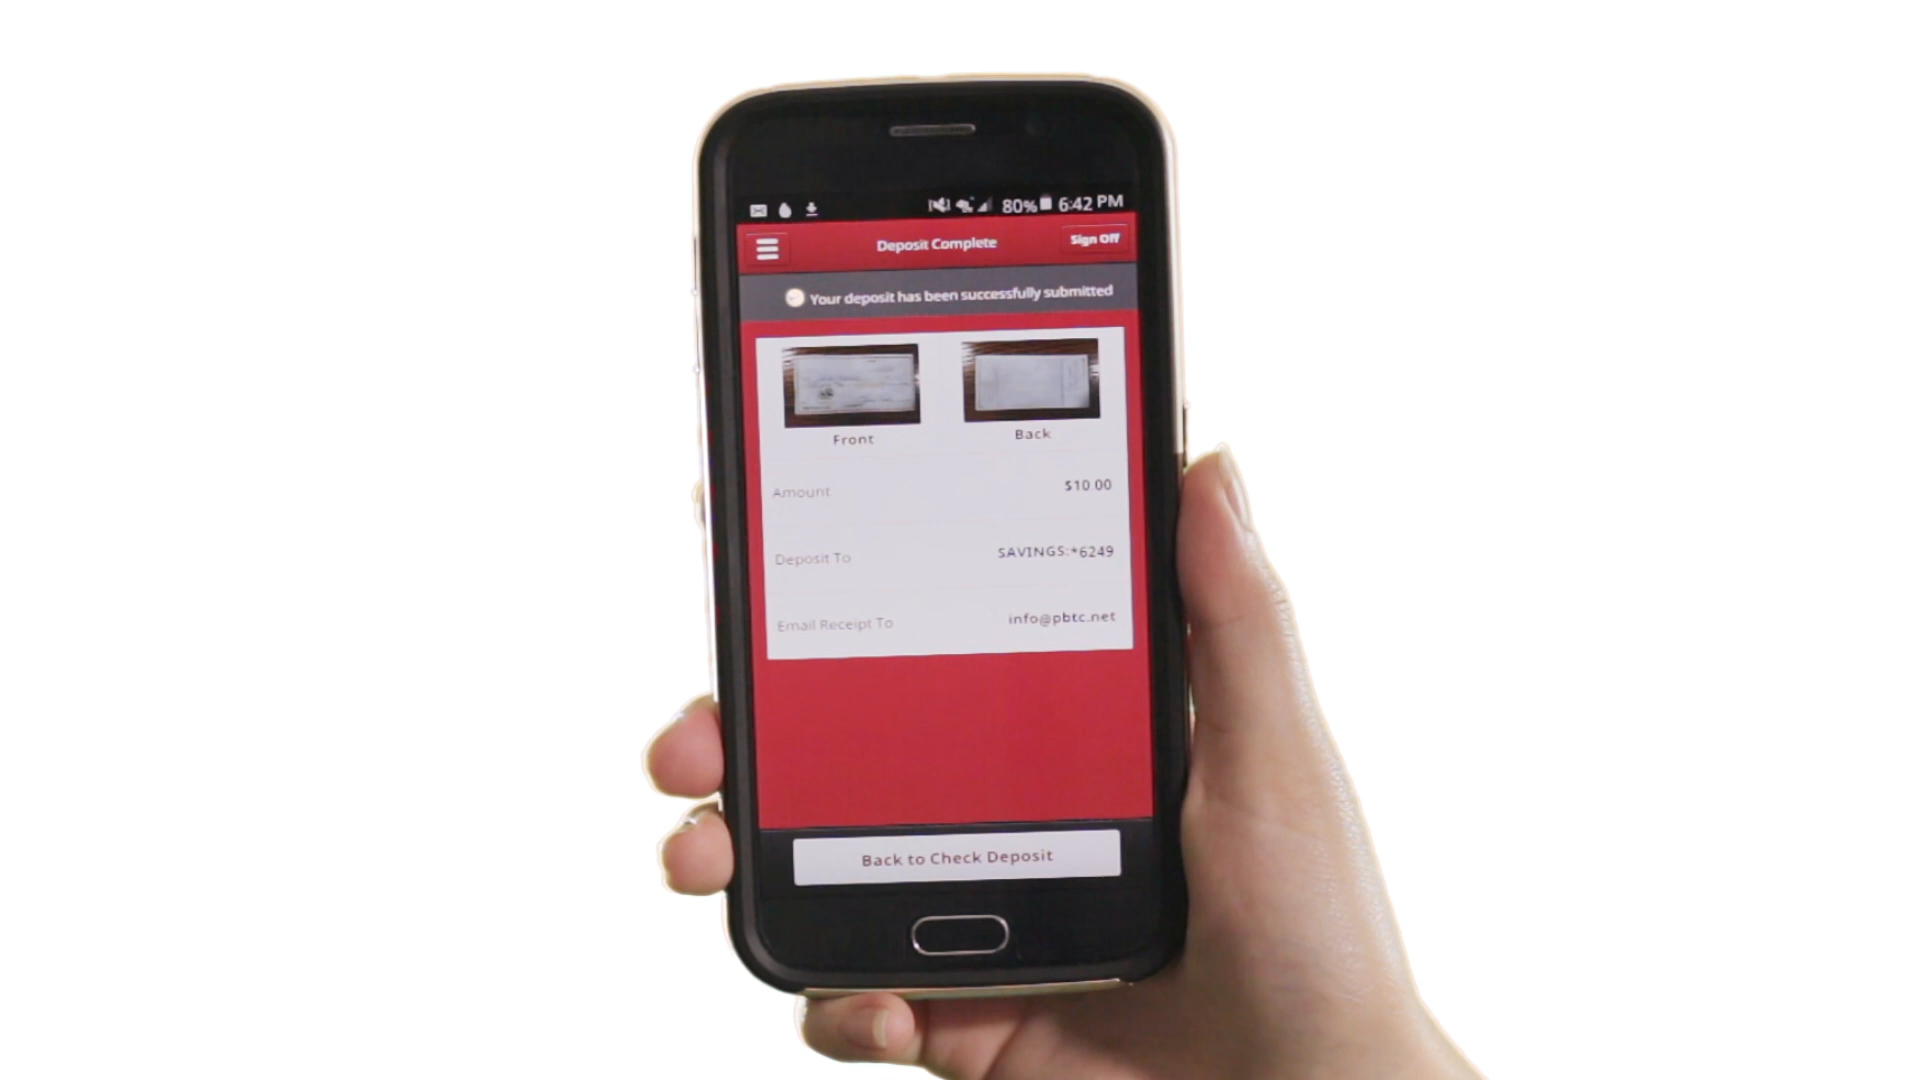 80% 6:42 PM
Deposit Complete
Sign Off
Your deposit has been successfully submitted
Front
Back
Amount
$10.00
Deposit To
SAVINGS:*6249
Email Receipt To
info@pbtc.net
Back to Check Deposit